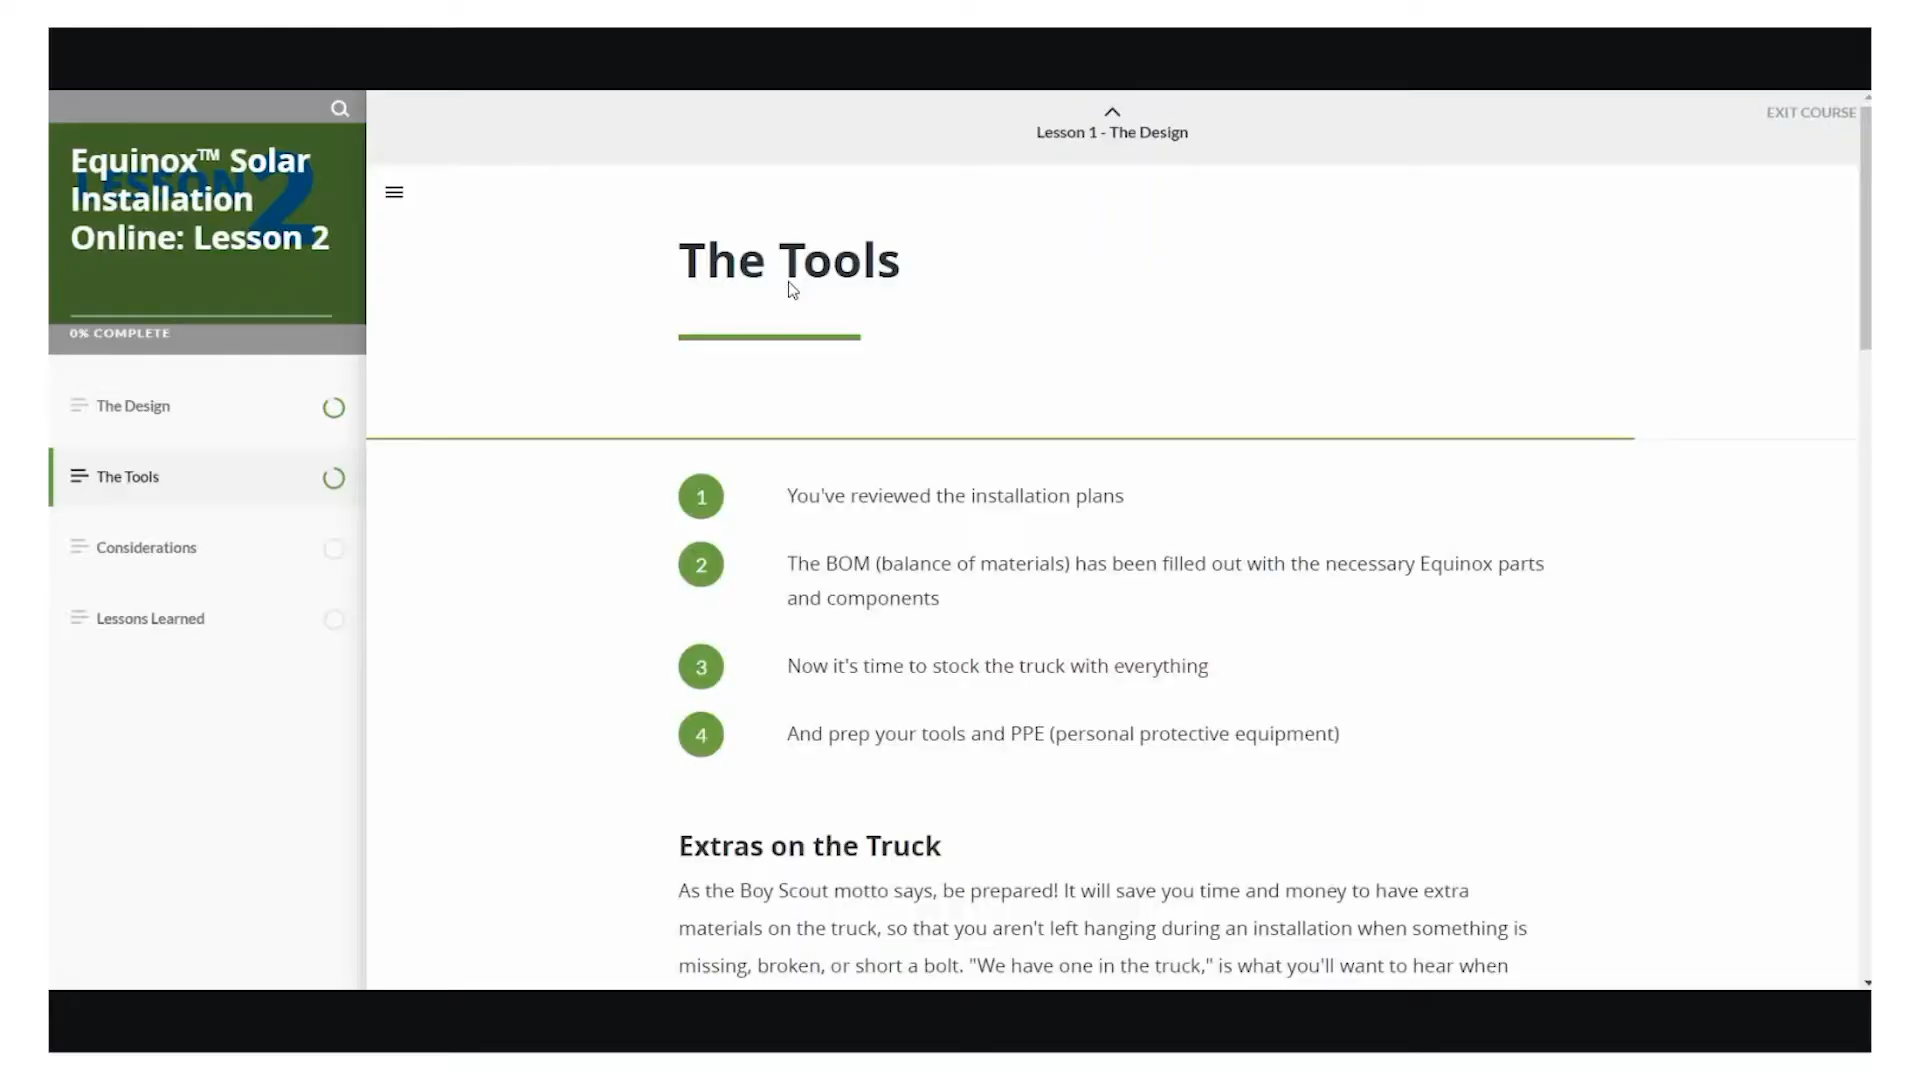 Equinox™ Solar
Installation
Online: Lesson 2
LESSON 2
0% COMPLETE
The Design
The Tools
Considerations
Lessons Learned
Lesson 1 - The Design
EXIT COURSE
The Tools
1 You've reviewed the installation plans
2 The BOM (balance of materials) has been filled out with the necessary Equinox parts
and components
3 Now it's time to stock the truck with everything
4 And prep your tools and PPE (personal protective equipment)
Extras on the Truck
As the Boy Scout motto says, be prepared! It will save you time and money to have extra
materials on the truck, so that you aren't left hanging during an installation when something is
missing, broken, or short a bolt. "We have one in the truck," is what you'll want to hear when